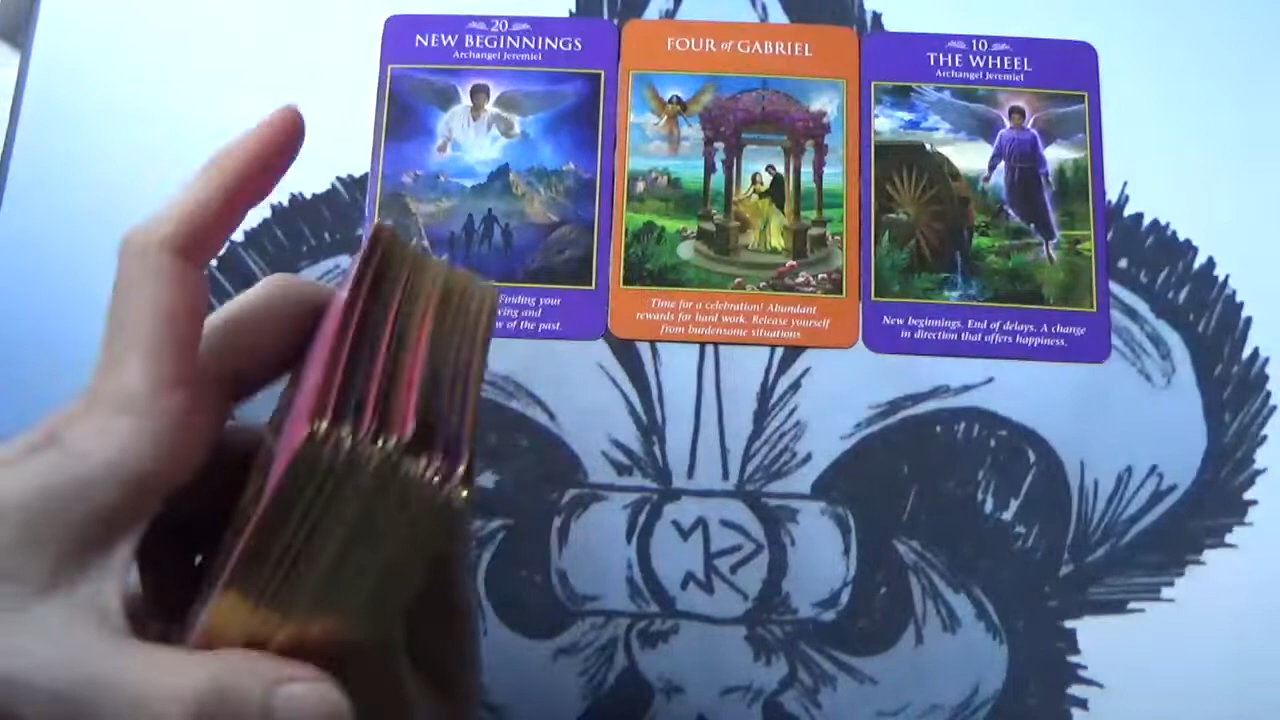 20
NEW BEGINNINGS
Archangel Jeremiel
Finding your
and
of the past.
FOUR of GABRIEL
Time for a celebration! Abundant
rewards for hard work. Release yourself
from burdensome situations.
10
THE WHEEL
Archangel Jeremiel
New beginnings. End of delays. A change
in direction that offers happiness.